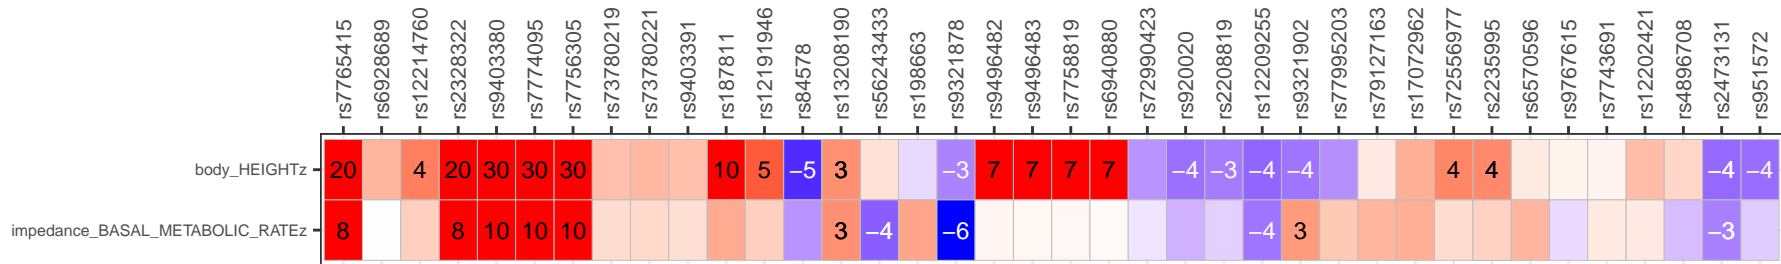 rs7765415
rs6928689
rs12214760
rs2328322
rs9403380
rs7774095
rs7756305
rs73780219
rs73780221
rs9403391
rs187811
rs12191946
rs84578
rs13208190
rs56243433
rs198663
rs9321878
rs9496482
rs9496483
rs7758819
rs6940880
rs72990423
rs920020
rs2208819
rs12209255
rs9321902
rs77995203
rs79127163
rs17072962
rs72556977
rs2235995
rs6570596
rs9767615
rs7743691
rs12202421
rs4896708
rs2473131
rs951572
body_HEIGHTz 20 4 20 30 30 30 10 5 −5 3 −3 7 7 7 7 −4 −3 −4 −4 4 4 −4 −4
impedance_BASAL_METABOLIC_RATEz 8 8 10 10 10 3 −4 −6 −4 3 −3